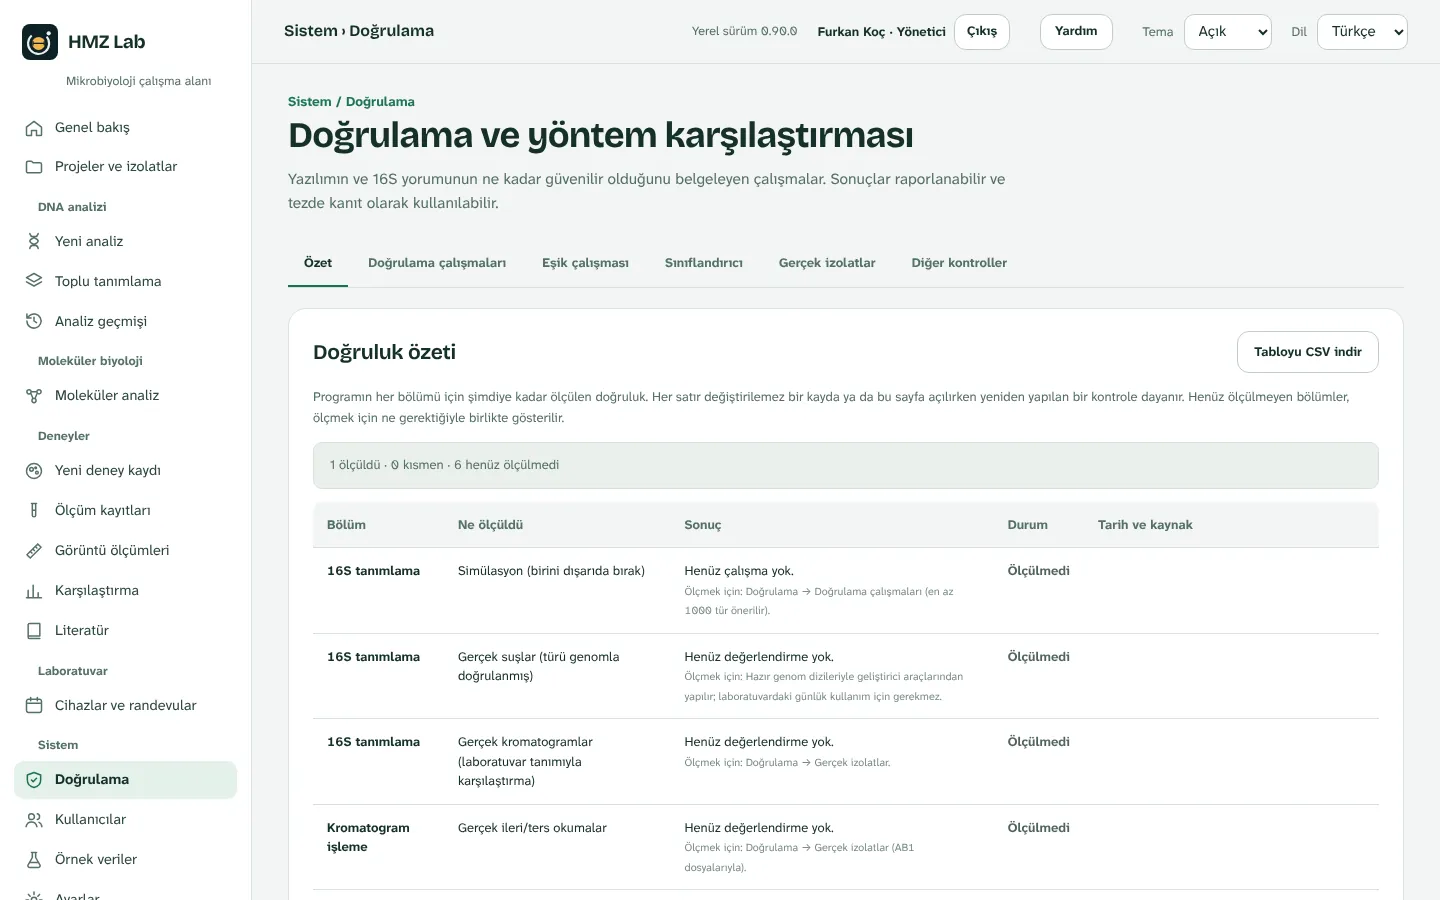 HMZ Lab
Mikrobiyoloji çalışma alanı
Genel bakış
Projeler ve izolatlar
DNA analizi
Yeni analiz
Toplu tanımlama
Analiz geçmişi
Moleküler biyoloji
Moleküler analiz
Deneyler
Yeni deney kaydı
Ölçüm kayıtları
Görüntü ölçümleri
Karşılaştırma
Literatür
Laboratuvar
Cihazlar ve randevular
Sistem
Doğrulama
Kullanıcılar
Örnek veriler
Ayarlar
Sistem › Doğrulama
Yerel sürüm 0.90.0
Furkan Koç · Yönetici
Çıkış
Yardım
Tema
Açık
Dil
Türkçe
Sistem / Doğrulama
Doğrulama ve yöntem karşılaştırması
Yazılımın ve 16S yorumunun ne kadar güvenilir olduğunu belgeleyen çalışmalar. Sonuçlar raporlanabilir ve
tezde kanıt olarak kullanılabilir.
Özet
Doğrulama çalışmaları
Eşik çalışması
Sınıflandırıcı
Gerçek izolatlar
Diğer kontroller
Doğruluk özeti
Tabloyu CSV indir
Programın her bölümü için şimdiye kadar ölçülen doğruluk. Her satır değiştirilemez bir kayda ya da bu sayfa açılırken yeniden yapılan bir kontrole dayanır. Henüz ölçülmeyen bölümler,
ölçmek için ne gerektiğiyle birlikte gösterilir.
1 ölçüldü · 0 kısmen · 6 henüz ölçülmedi
Bölüm
Ne ölçüldü
Sonuç
Durum
Tarih ve kaynak
16S tanımlama
Simülasyon (birini dışarıda bırak)
Henüz çalışma yok.
Ölçmek için: Doğrulama → Doğrulama çalışmaları (en az
1000 tür önerilir).
Ölçülmedi
16S tanımlama
Gerçek suşlar (türü genomla
doğrulanmış)
Henüz değerlendirme yok.
Ölçmek için: Hazır genom dizileriyle geliştirici araçlarından
yapılır; laboratuvardaki günlük kullanım için gerekmez.
Ölçülmedi
16S tanımlama
Gerçek kromatogramlar
(laboratuvar tanımıyla
karşılaştırma)
Henüz değerlendirme yok.
Ölçmek için: Doğrulama → Gerçek izolatlar.
Ölçülmedi
Kromatogram
işleme
Gerçek ileri/ters okumalar
Henüz değerlendirme yok.
Ölçmek için: Doğrulama → Gerçek izolatlar (AB1
dosyalarıyla).
Ölçülmedi